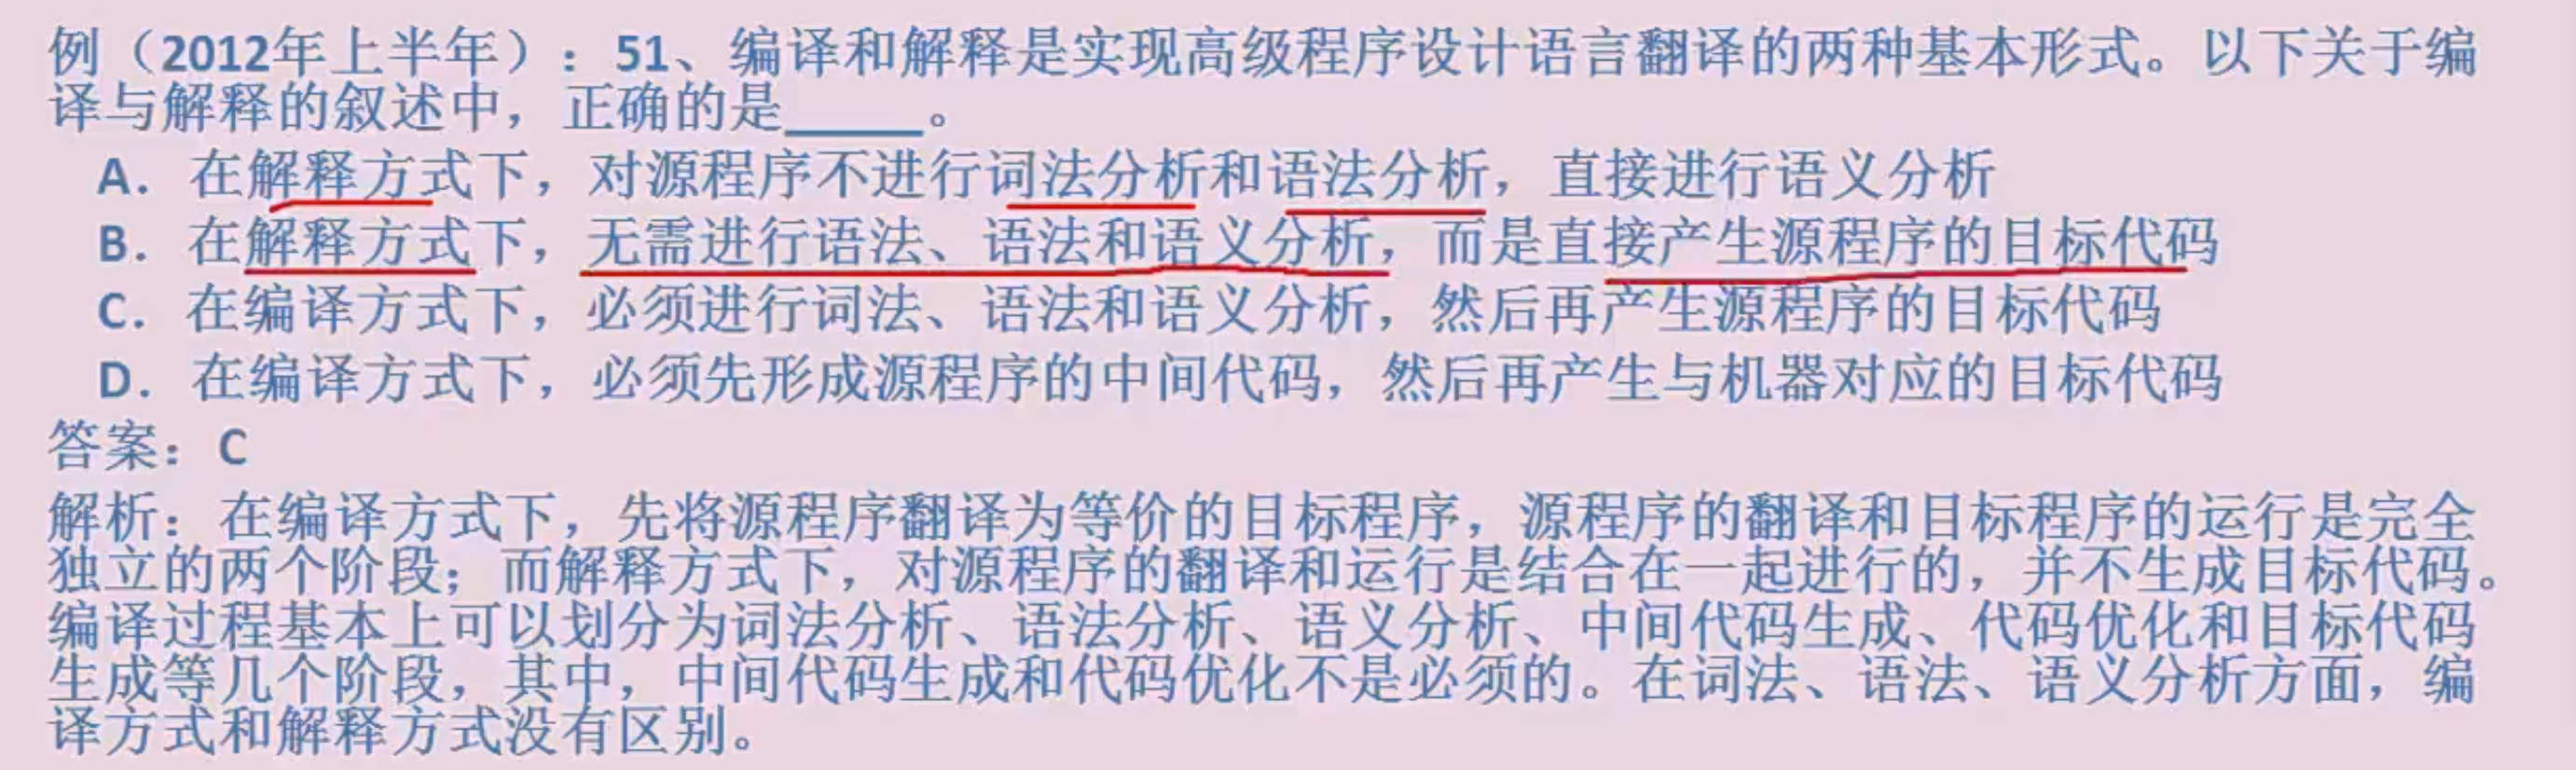 例（2012年上半年）：51、编译和解释是实现高级程序设计语言翻译的两种基本形式。以下关于编
译与解释的叙述中，正确的是_____。
A．在解释方式下，对源程序不进行词法分析和语法分析，直接进行语义分析
B．在解释方式下，无需进行语法、语法和语义分析，而是直接产生源程序的目标代码
C．在编译方式下，必须进行词法、语法和语义分析，然后再产生源程序的目标代码
D．在编译方式下，必须先形成源程序的中间代码，然后再产生与机器对应的目标代码
答案：C
解析：在编译方式下，先将源程序翻译为等价的目标程序，源程序的翻译和目标程序的运行是完全
独立的两个阶段；而解释方式下，对源程序的翻译和运行是结合在一起进行的，并不生成目标代码。
编译过程基本上可以划分为词法分析、语法分析、语义分析、中间代码生成、代码优化和目标代码
生成等几个阶段，其中，中间代码生成和代码优化不是必须的。在词法、语法、语义分析方面，编
译方式和解释方式没有区别。